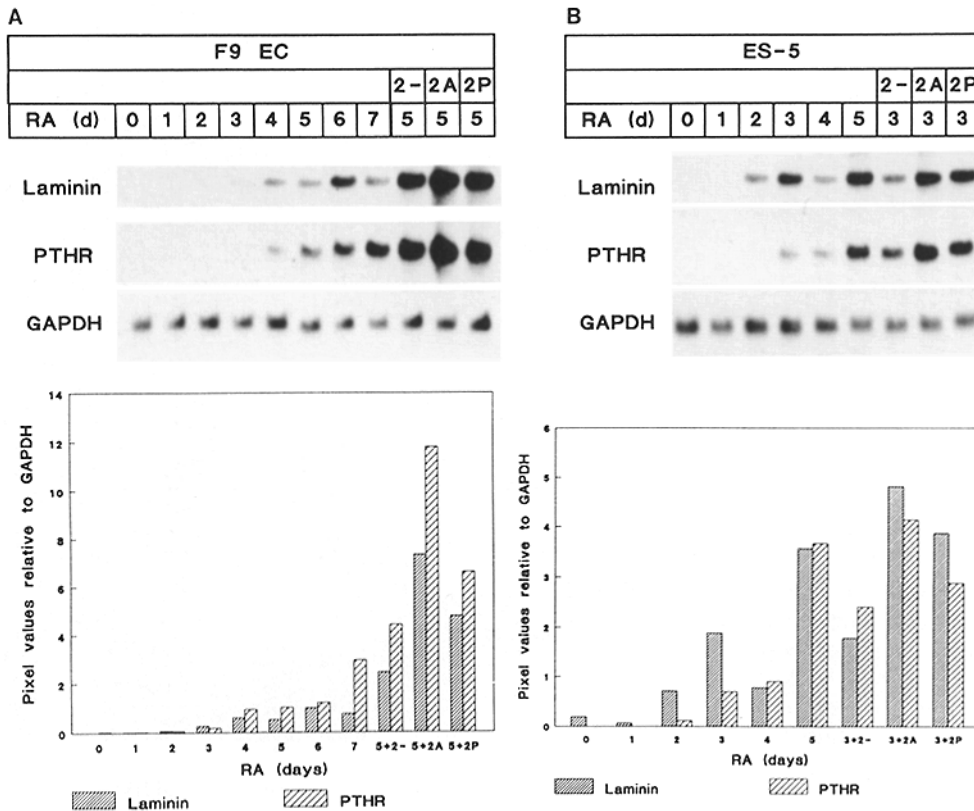 A
F9 EC
2- 2A 2P
RA (d) 0 1 2 3 4 5 6 7 5 5 5
Laminin
PTHR
GAPDH
14
12
10
8
6
4
2
0
Pixel values relative to GAPDH
0 1 2 3 4 5 6 7 5+2- 5+2A 5+2P
RA (days)
Laminin PTHR
B
ES-5
2- 2A 2P
RA (d) 0 1 2 3 4 5 3 3 3
Laminin
PTHR
GAPDH
6
5
4
3
2
1
0
Pixel values relative to GAPDH
0 1 2 3 4 5 3+2- 3+2A 3+2P
RA (days)
Laminin PTHR